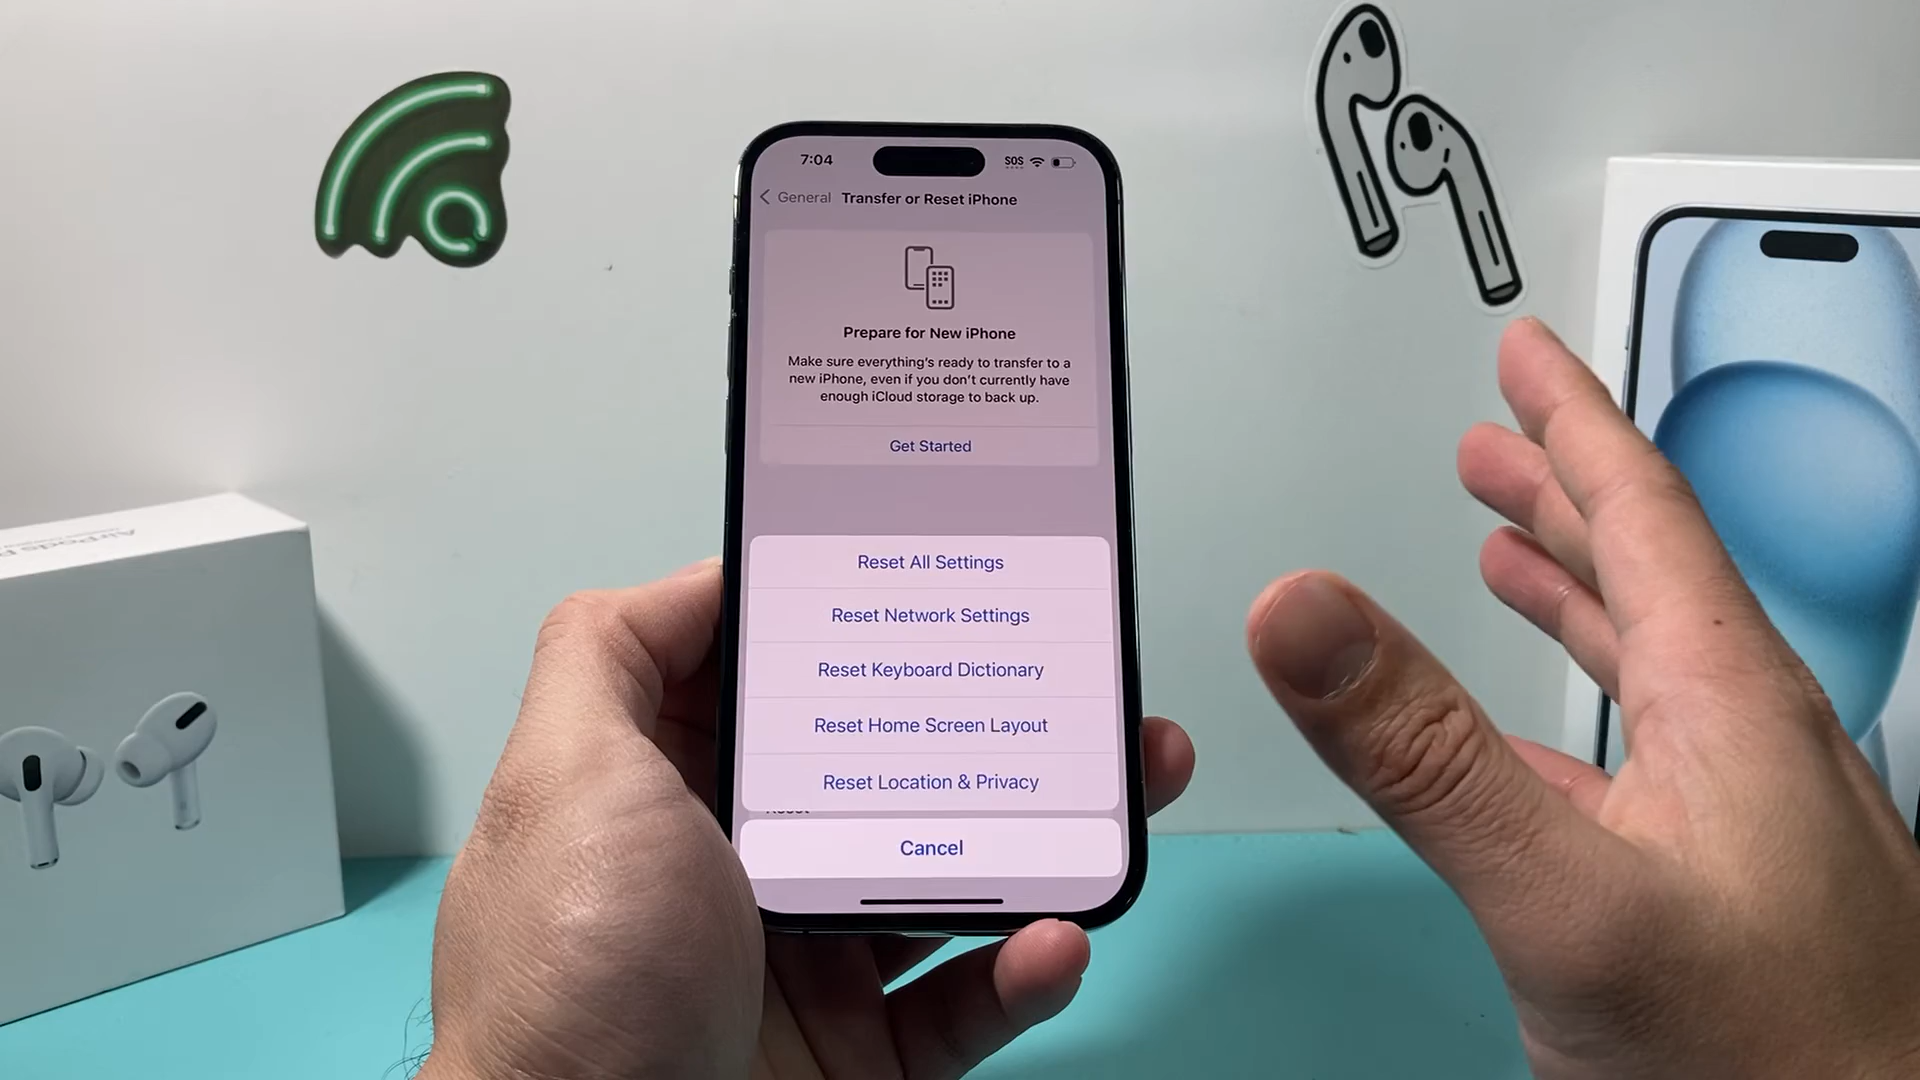 7:04
SOS
General
Transfer or Reset iPhone
Prepare for New iPhone
Make sure everything's ready to transfer to a
new iPhone, even if you don't currently have
enough iCloud storage to back up.
Get Started
Reset All Settings
Reset Network Settings
Reset Keyboard Dictionary
Reset Home Screen Layout
Reset Location & Privacy
Reset
Cancel
AirPods P